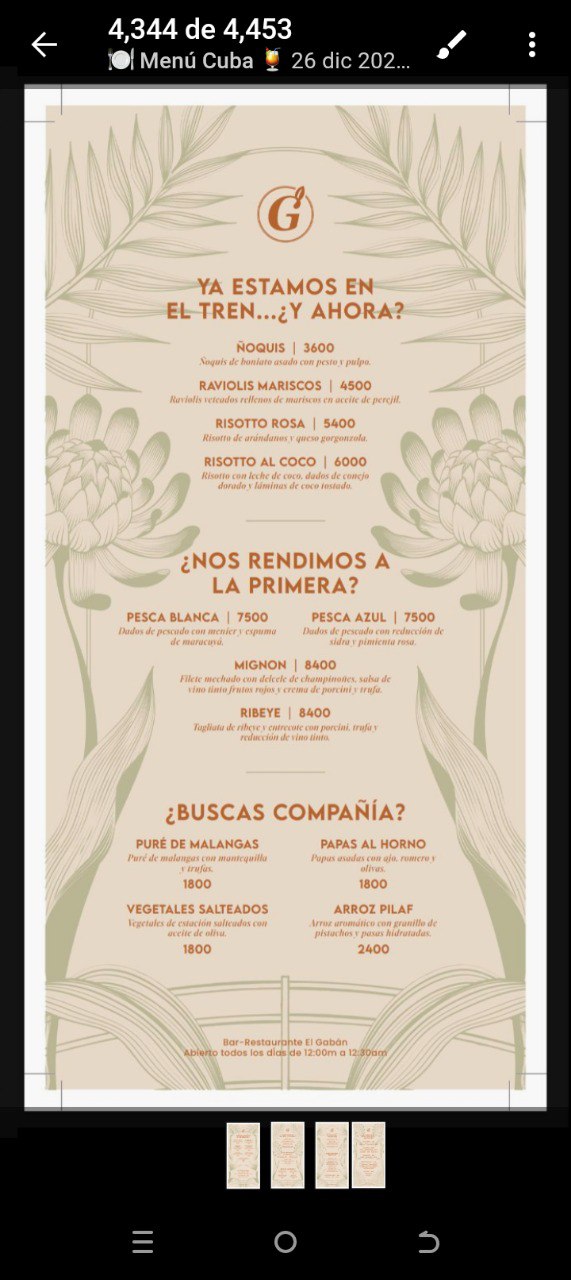 4,344 de 4,453
🍽️ Menú Cuba 🍹 26 dic 202...
G
YA ESTAMOS EN
EL TREN...¿Y AHORA?
ÑOQUIS | 3600
Ñoquis de boniato asado con pesto y pulpo.
RAVIOLIS MARISCOS | 4500
Raviolis veteados rellenos de mariscos en aceite de perejil.
RISOTTO ROSA | 5400
Risotto de arándanos y queso gorgonzola.
RISOTTO AL COCO | 6000
Risotto con leche de coco, dados de conejo
dorado y láminas de coco tostado.
¿NOS RENDIMOS A
LA PRIMERA?
PESCA BLANCA | 7500
Dados de pescado con menier y espuma
de maracuyá.
PESCA AZUL | 7500
Dados de pescado con reducción de
sidra y pimienta rosa.
MIGNON | 8400
Filete mechado con delcele de champiñones, salsa de
vino tinto frutos rojos y crema de porcini y trufa.
RIBEYE | 8400
Tagliata de ribeye y entrecote con porcini, trufa y
reducción de vino tinto.
¿BUSCAS COMPAÑÍA?
PURÉ DE MALANGAS
Puré de malangas con mantequilla
y trufas.
1800
PAPAS AL HORNO
Papas asadas con ajo, romero y
olivas.
1800
VEGETALES SALTEADOS
Vegetales de estación salteados con
aceite de oliva.
1800
ARROZ PILAF
Arroz aromático con granillo de
pistachos y pasas hidratadas.
2400
Bar-Restaurante El Gabán
Abierto todos los días de 12:00m a 12:30am